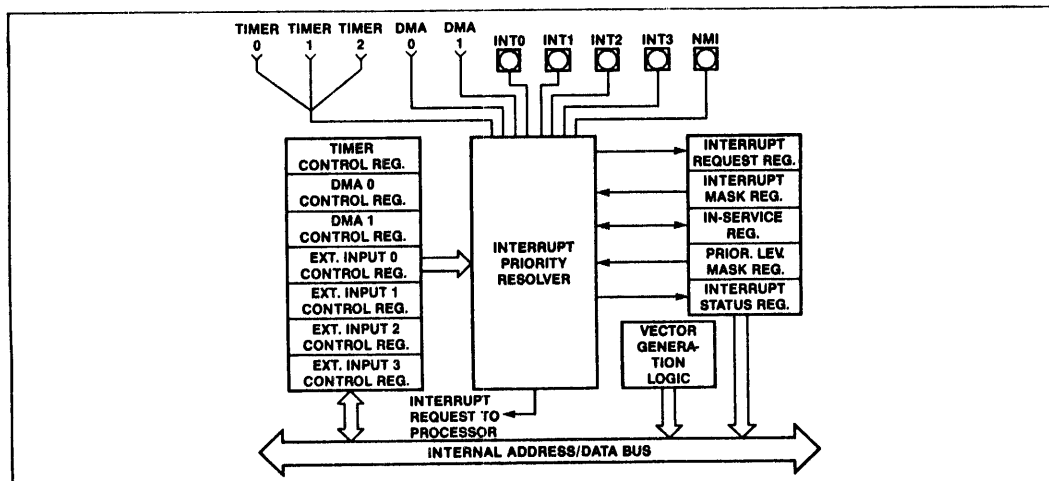 TIMER 0
TIMER 1
TIMER 2
DMA 0
DMA 1
INT0
INT1
INT2
INT3
NMI
TIMER
CONTROL REG.
DMA 0
CONTROL REG.
DMA 1
CONTROL REG.
EXT. INPUT 0
CONTROL REG.
EXT. INPUT 1
CONTROL REG.
EXT. INPUT 2
CONTROL REG.
EXT. INPUT 3
CONTROL REG.
INTERRUPT
PRIORITY
RESOLVER
INTERRUPT
REQUEST REG.
INTERRUPT
MASK REG.
IN-SERVICE
REG.
PRIOR. LEV.
MASK REG.
INTERRUPT
STATUS REG.
VECTOR
GENERA-
TION
LOGIC
INTERRUPT
REQUEST TO
PROCESSOR
INTERNAL ADDRESS/DATA BUS